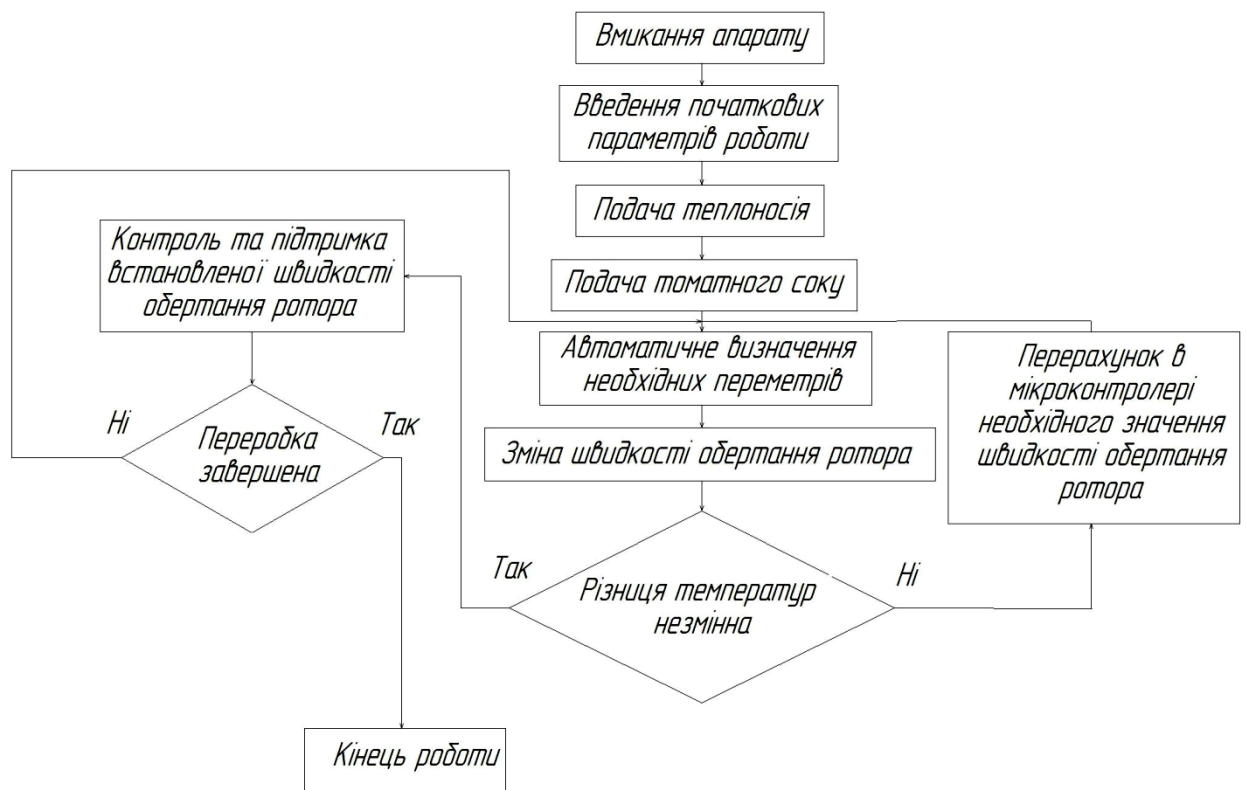 Вмикання апарату
Введення початкових
параметрів роботи
Подача теплоносія
Подача томатного соку
Автоматичне визначення
необхідних переметрів
Зміна швидкості обертання ротора
Різниця температур
незмінна
Так
Ні
Перерахунок в
мікроконтролері
необхідного значення
швидкості обертання
ротора
Контроль та підтримка
встановленої швидкості
обертання ротора
Переробка
завершена
Ні
Так
Кінець роботи